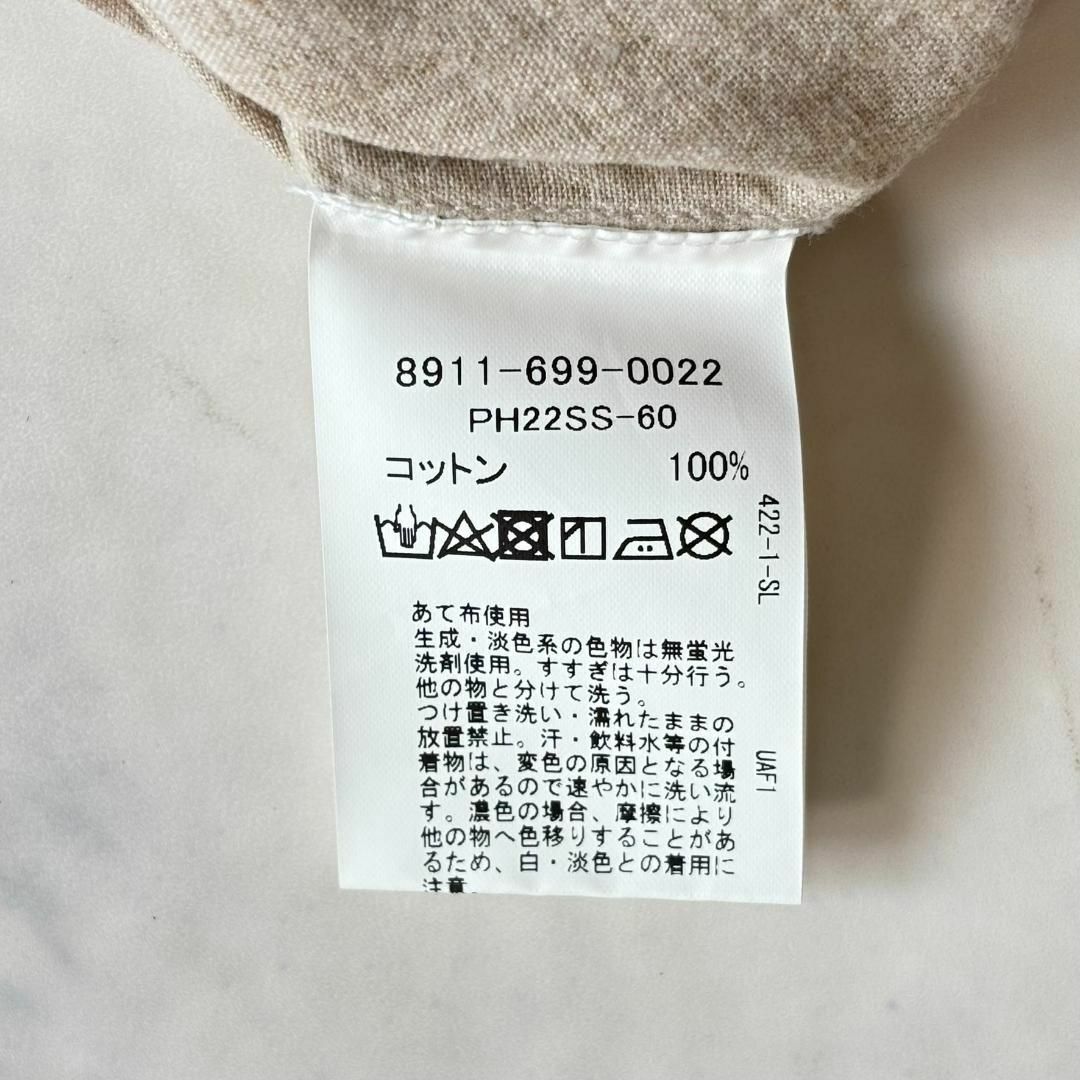 8911-699-0022
PH22SS-60
コットン 100%
あて布使用
生成・淡色系の色物は無蛍光
洗剤使用。すすぎは十分行う。
他の物と分けて洗う。
つけ置き洗い・濡れたままの
放置禁止。汗・飲料水等の付
着物は、変色の原因となる場
合があるので速やかに洗い流
す。濃色の場合、摩擦により
他の物へ色移りすることがあ
るため、白・淡色との着用に
注意。
422-1-SL
UAF1